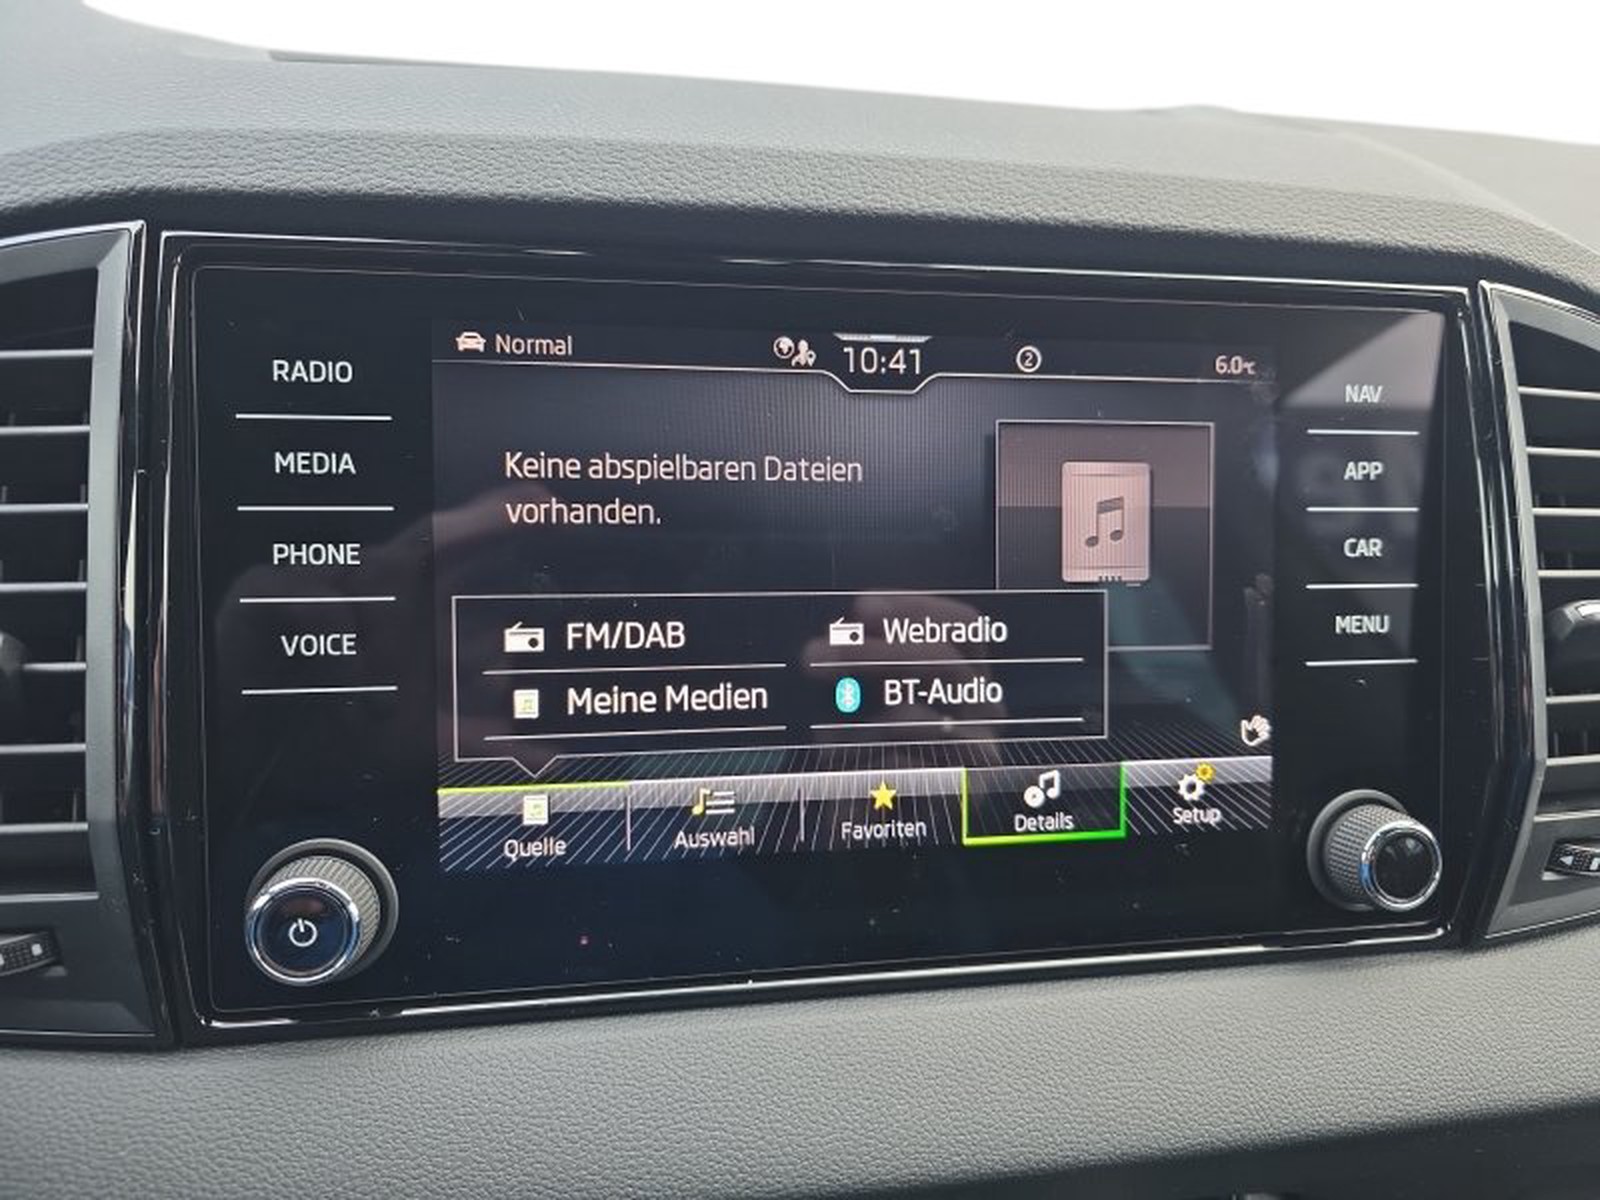 RADIO
MEDIA
PHONE
VOICE
Normal
10:41
2
6.0°C
Keine abspielbaren Dateien
vorhanden.
FM/DAB
Webradio
Meine Medien
BT-Audio
Quelle
Auswahl
Favoriten
Details
Setup
NAV
APP
CAR
MENU